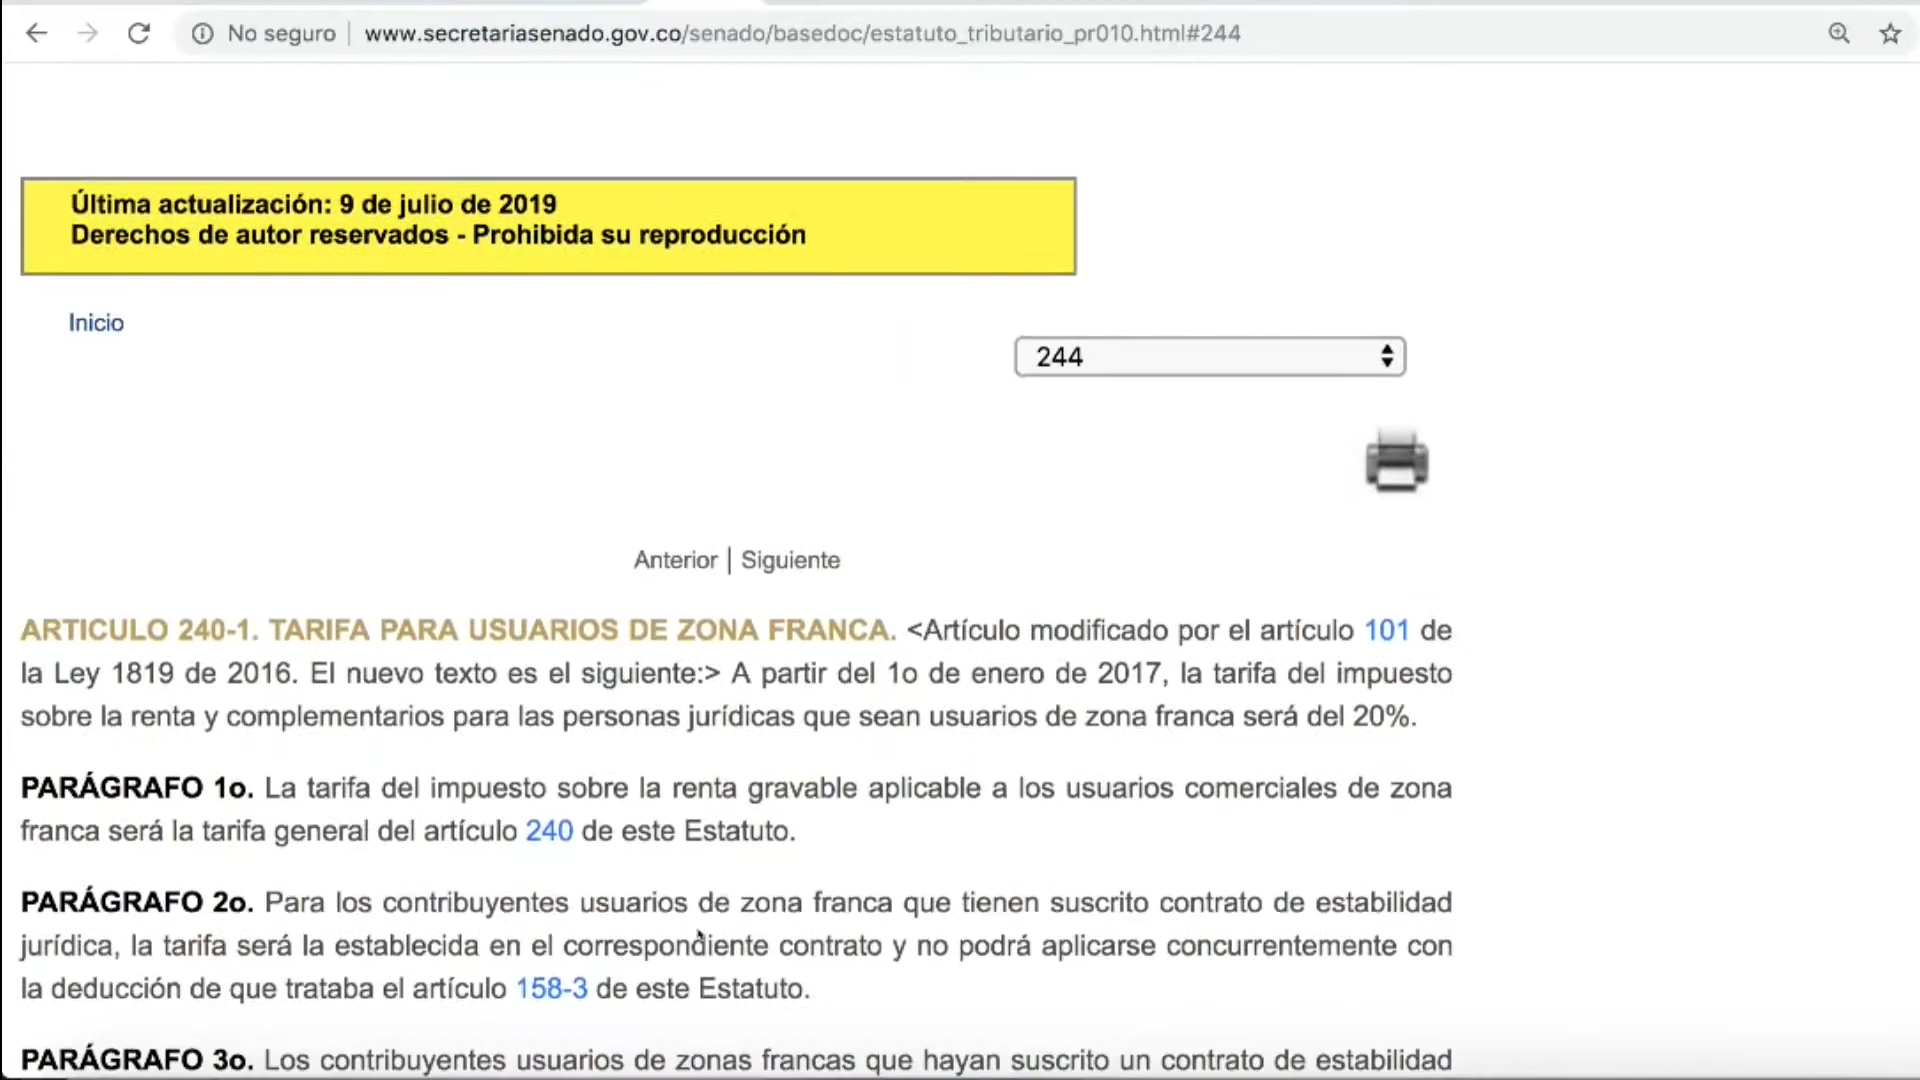 No seguro | www.secretariasenado.gov.co/senado/basedoc/estatuto_tributario_pr010.html#244
Última actualización: 9 de julio de 2019
Derechos de autor reservados - Prohibida su reproducción
Inicio
244
Anterior | Siguiente
ARTICULO 240-1. TARIFA PARA USUARIOS DE ZONA FRANCA. <Artículo modificado por el artículo 101 de
la Ley 1819 de 2016. El nuevo texto es el siguiente:> A partir del 1o de enero de 2017, la tarifa del impuesto
sobre la renta y complementarios para las personas jurídicas que sean usuarios de zona franca será del 20%.
PARÁGRAFO 1o. La tarifa del impuesto sobre la renta gravable aplicable a los usuarios comerciales de zona
franca será la tarifa general del artículo 240 de este Estatuto.
PARÁGRAFO 2o. Para los contribuyentes usuarios de zona franca que tienen suscrito contrato de estabilidad
jurídica, la tarifa será la establecida en el correspondiente contrato y no podrá aplicarse concurrentemente con
la deducción de que trataba el artículo 158-3 de este Estatuto.
PARÁGRAFO 3o. Los contribuyentes usuarios de zonas francas que hayan suscrito un contrato de estabilidad